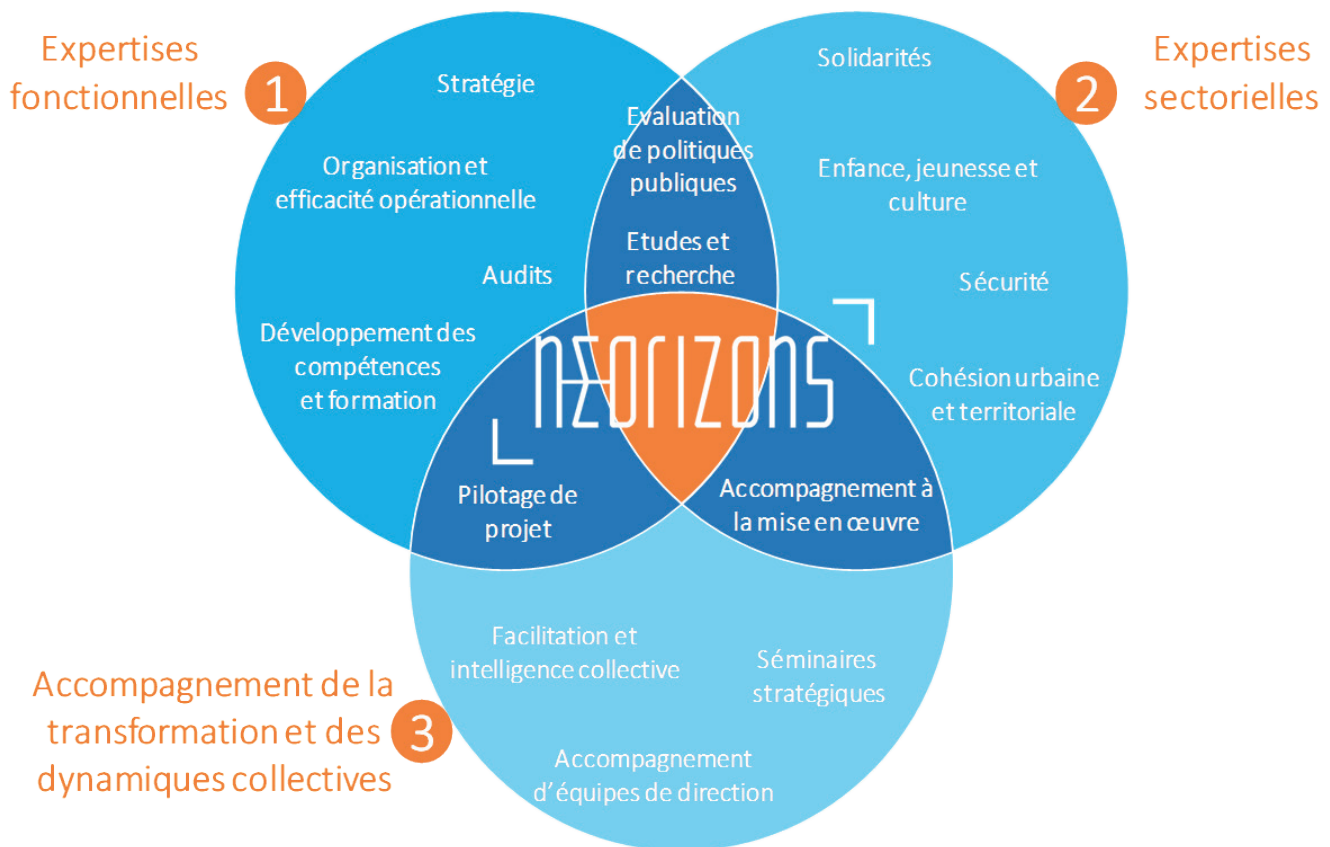 Expertises
fonctionnelles
1
Stratégie
Organisation et
efficacité opérationnelle
Audits
Développement des
compétences
et formation
Evaluation
de politiques
publiques
Etudes et
recherche
Solidarités
2
Expertises
sectorielles
Enfance, jeunesse et
culture
Sécurité
Cohésion urbaine
et territoriale
NEORIZONS
Pilotage de
projet
Accompagnement à
la mise en œuvre
Accompagnement de la
transformation et des
dynamiques collectives
3
Facilitation et
intelligence collective
Séminaires
stratégiques
Accompagnement
d'équipes de direction